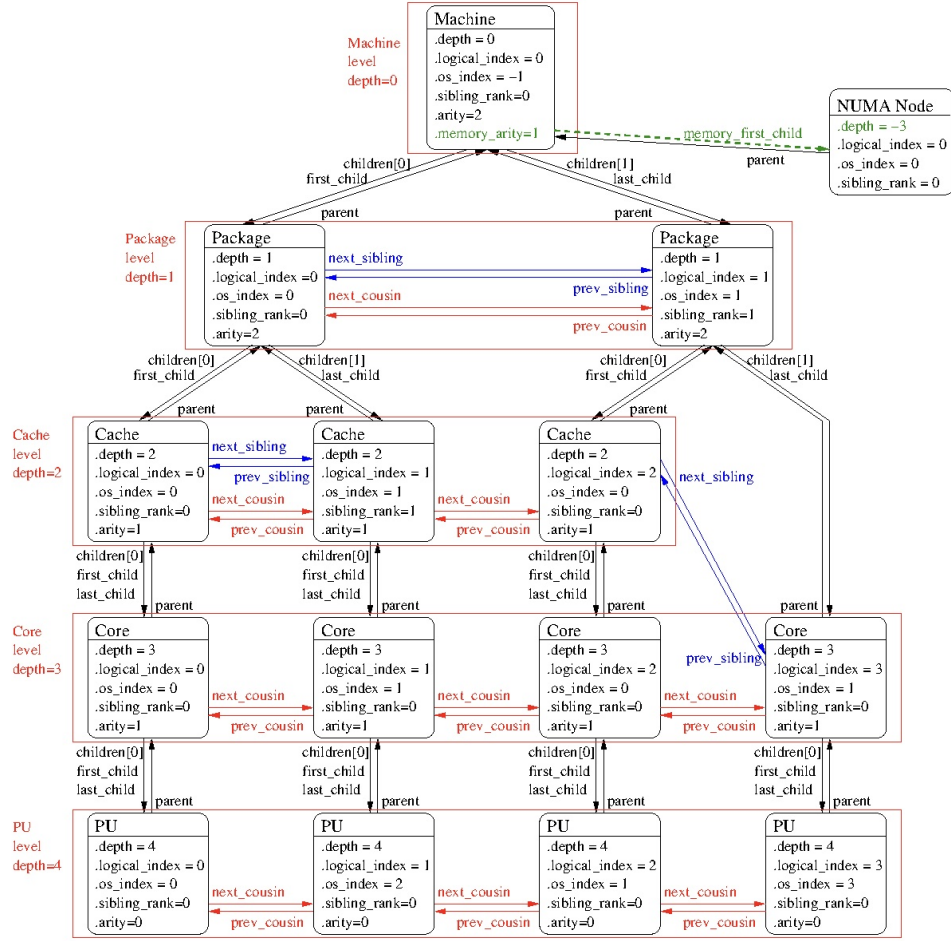 Machine
.depth = 0
.logical_index = 0
.os_index = −1
.sibling_rank=0
.arity=2
.memory_arity=1
Machine
level
depth=0
NUMA Node
.depth = −3
.logical_index = 0
.os_index = 0
.sibling_rank = 0
memory_first_child
parent
children[0]
first_child
parent
children[1]
last_child
parent
Package
level
depth=1
Package
.depth = 1
.logical_index =0
.os_index = 0
.sibling_rank=0
.arity=2
next_sibling
prev_sibling
next_cousin
prev_cousin
Package
.depth = 1
.logical_index = 1
.os_index = 1
.sibling_rank=1
.arity=2
children[0]
first_child
parent
children[1]
last_child
parent
children[0]
first_child
parent
children[1]
last_child
Cache
level
depth=2
Cache
.depth = 2
.logical_index = 0
.os_index = 0
.sibling_rank=0
.arity=1
next_sibling
prev_sibling
next_cousin
prev_cousin
Cache
.depth = 2
.logical_index = 1
.os_index = 1
.sibling_rank=1
.arity=1
next_cousin
prev_cousin
Cache
.depth = 2
.logical_index = 2
.os_index = 0
.sibling_rank=0
.arity=1
next_sibling
prev_sibling
children[0]
first_child
last_child
parent
children[0]
first_child
last_child
parent
children[0]
first_child
last_child
parent
parent
Core
level
depth=3
Core
.depth = 3
.logical_index = 0
.os_index = 0
.sibling_rank=0
.arity=1
next_cousin
prev_cousin
Core
.depth = 3
.logical_index = 1
.os_index = 1
.sibling_rank=0
.arity=1
next_cousin
prev_cousin
Core
.depth = 3
.logical_index = 2
.os_index = 0
.sibling_rank=0
.arity=1
next_cousin
prev_cousin
Core
.depth = 3
.logical_index = 3
.os_index = 1
.sibling_rank=0
.arity=1
children[0]
first_child
last_child
parent
children[0]
first_child
last_child
parent
children[0]
first_child
last_child
parent
children[0]
first_child
last_child
parent
PU
level
depth=4
PU
.depth = 4
.logical_index = 0
.os_index = 0
.sibling_rank=0
.arity=0
next_cousin
prev_cousin
PU
.depth = 4
.logical_index = 1
.os_index = 2
.sibling_rank=0
.arity=0
next_cousin
prev_cousin
PU
.depth = 4
.logical_index = 2
.os_index = 1
.sibling_rank=0
.arity=0
next_cousin
prev_cousin
PU
.depth = 4
.logical_index = 3
.os_index = 3
.sibling_rank=0
.arity=0